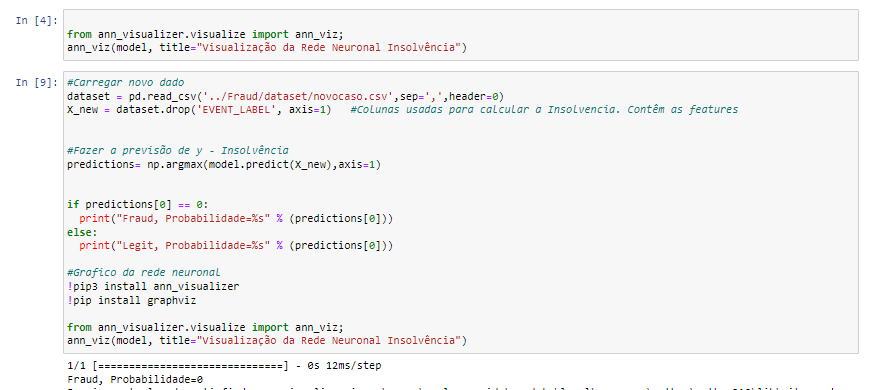 In [4]:
from ann_visualizer.visualize import ann_viz;
ann_viz(model, title="Visualização da Rede Neuronal Insolvência")
In [9]:
#Carregar novo dado
dataset = pd.read_csv('../Fraud/dataset/novocaso.csv',sep=',',header=0)
X_new = dataset.drop('EVENT_LABEL', axis=1)   #Colunas usadas para calcular a Insolvencia. Contêm as features
#Fazer a previsão de y - Insolvência
predictions= np.argmax(model.predict(X_new),axis=1)
if predictions[0] == 0:
  print("Fraud, Probabilidade=%s" % (predictions[0]))
else:
  print("Legit, Probabilidade=%s" % (predictions[0]))
#Grafico da rede neuronal
!pip3 install ann_visualizer
!pip install graphviz
from ann_visualizer.visualize import ann_viz;
ann_viz(model, title="Visualização da Rede Neuronal Insolvência")
1/1 [==============================] - 0s 12ms/step
Fraud, Probabilidade=0